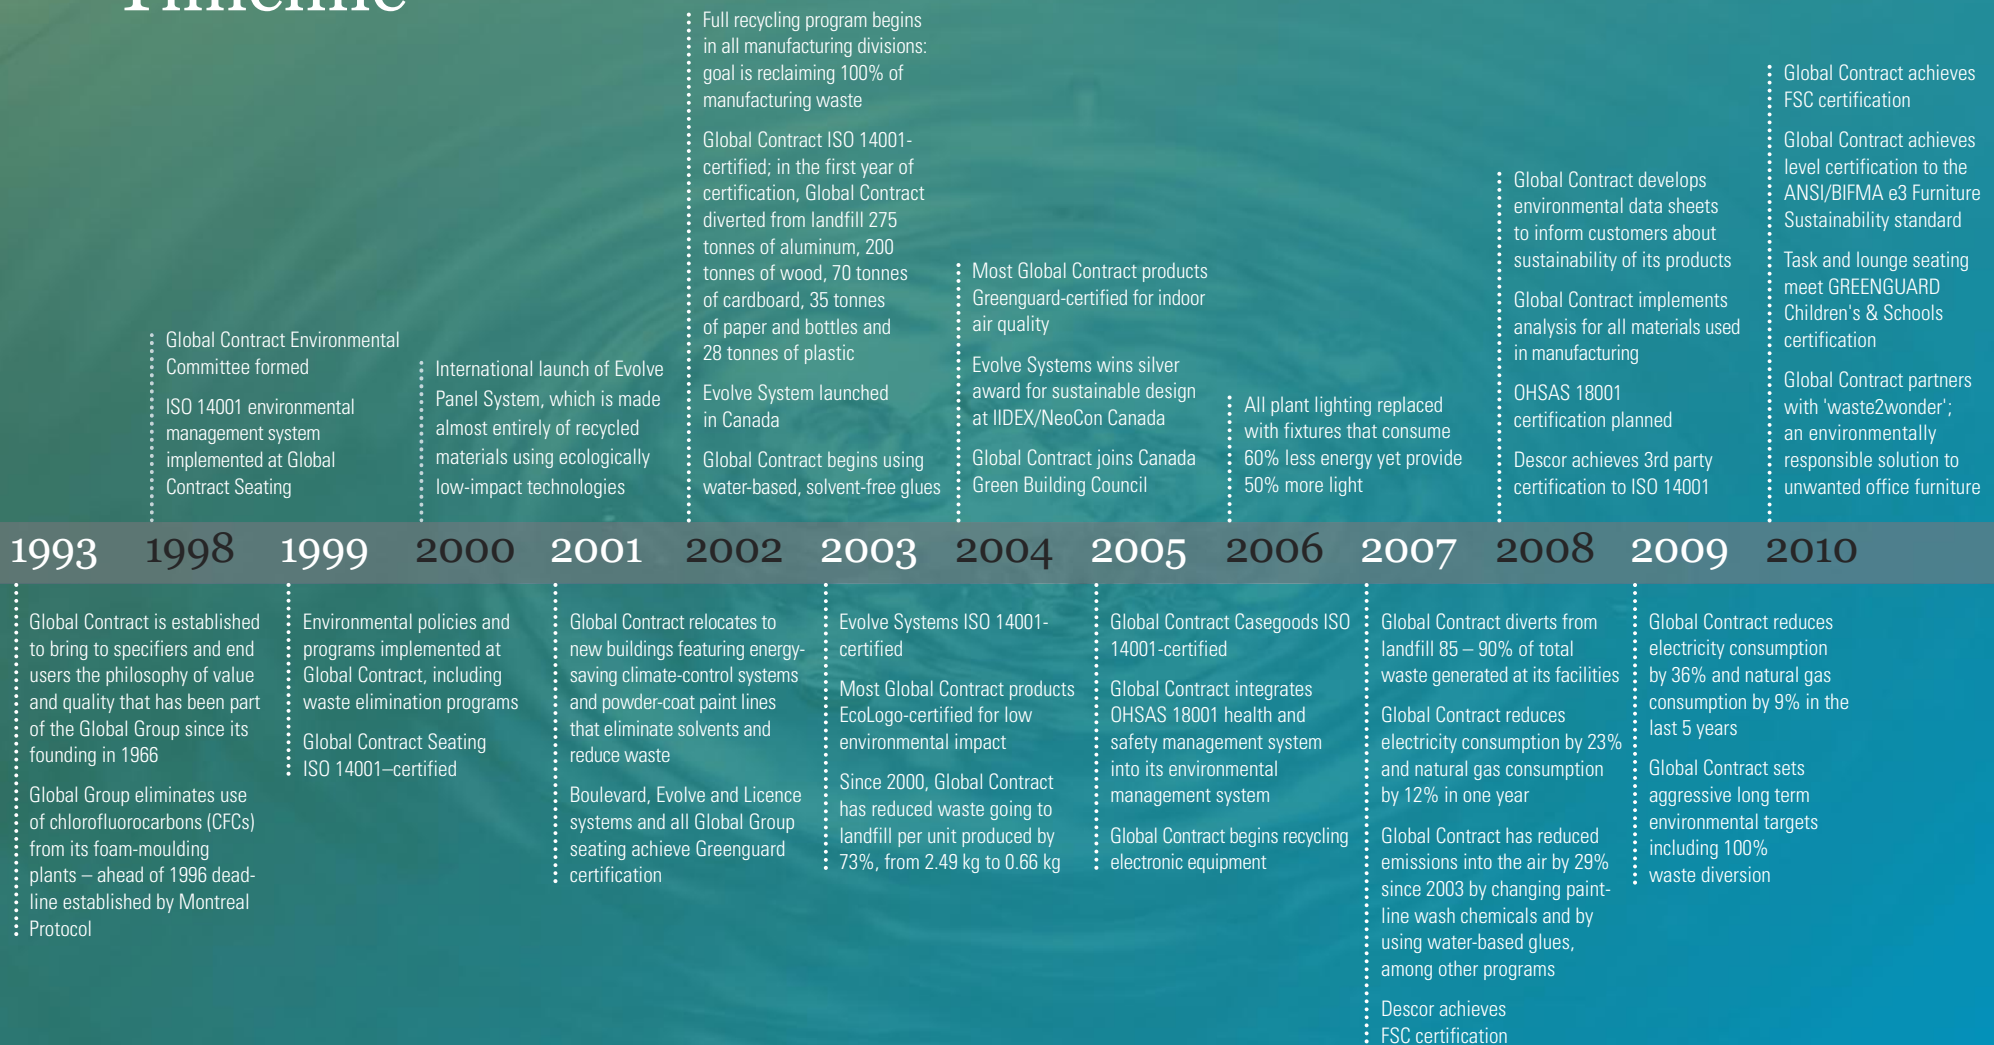 Timeline
Full recycling program begins
in all manufacturing divisions:
goal is reclaiming 100% of
manufacturing waste
Global Contract ISO 14001-
certified; in the first year of
certification, Global Contract
diverted from landfill 275
tonnes of aluminum, 200
tonnes of wood, 70 tonnes
of cardboard, 35 tonnes
of paper and bottles and
28 tonnes of plastic
Evolve System launched
in Canada
Global Contract begins using
water-based, solvent-free glues
Global Contract achieves
FSC certification
Global Contract achieves
level certification to the
ANSI/BIFMA e3 Furniture
Sustainability standard
Task and lounge seating
meet GREENGUARD
Children's & Schools
certification
Global Contract partners
with 'waste2wonder';
an environmentally
responsible solution to
unwanted office furniture
Global Contract develops
environmental data sheets
to inform customers about
sustainability of its products
Global Contract implements
analysis for all materials used
in manufacturing
OHSAS 18001
certification planned
Descor achieves 3rd party
certification to ISO 14001
Most Global Contract products
Greenguard-certified for indoor
air quality
Evolve Systems wins silver
award for sustainable design
at IIDEX/NeoCon Canada
Global Contract joins Canada
Green Building Council
Global Contract Environmental
Committee formed
ISO 14001 environmental
management system
implemented at Global
Contract Seating
International launch of Evolve
Panel System, which is made
almost entirely of recycled
materials using ecologically
low-impact technologies
All plant lighting replaced
with fixtures that consume
60% less energy yet provide
50% more light
1993 1998 1999 2000 2001 2002 2003 2004 2005 2006 2007 2008 2009 2010
Global Contract is established
to bring to specifiers and end
users the philosophy of value
and quality that has been part
of the Global Group since its
founding in 1966
Global Group eliminates use
of chlorofluorocarbons (CFCs)
from its foam-moulding
plants – ahead of 1996 dead-
line established by Montreal
Protocol
Environmental policies and
programs implemented at
Global Contract, including
waste elimination programs
Global Contract Seating
ISO 14001–certified
Global Contract relocates to
new buildings featuring energy-
saving climate-control systems
and powder-coat paint lines
that eliminate solvents and
reduce waste
Boulevard, Evolve and Licence
systems and all Global Group
seating achieve Greenguard
certification
Evolve Systems ISO 14001-
certified
Most Global Contract products
EcoLogo-certified for low
environmental impact
Since 2000, Global Contract
has reduced waste going to
landfill per unit produced by
73%, from 2.49 kg to 0.66 kg
Global Contract Casegoods ISO
14001-certified
Global Contract integrates
OHSAS 18001 health and
safety management system
into its environmental
management system
Global Contract begins recycling
electronic equipment
Global Contract diverts from
landfill 85 – 90% of total
waste generated at its facilities
Global Contract reduces
electricity consumption by 23%
and natural gas consumption
by 12% in one year
Global Contract has reduced
emissions into the air by 29%
since 2003 by changing paint-
line wash chemicals and by
using water-based glues,
among other programs
Descor achieves
FSC certification
Global Contract reduces
electricity consumption
by 36% and natural gas
consumption by 9% in the
last 5 years
Global Contract sets
aggressive long term
environmental targets
including 100%
waste diversion